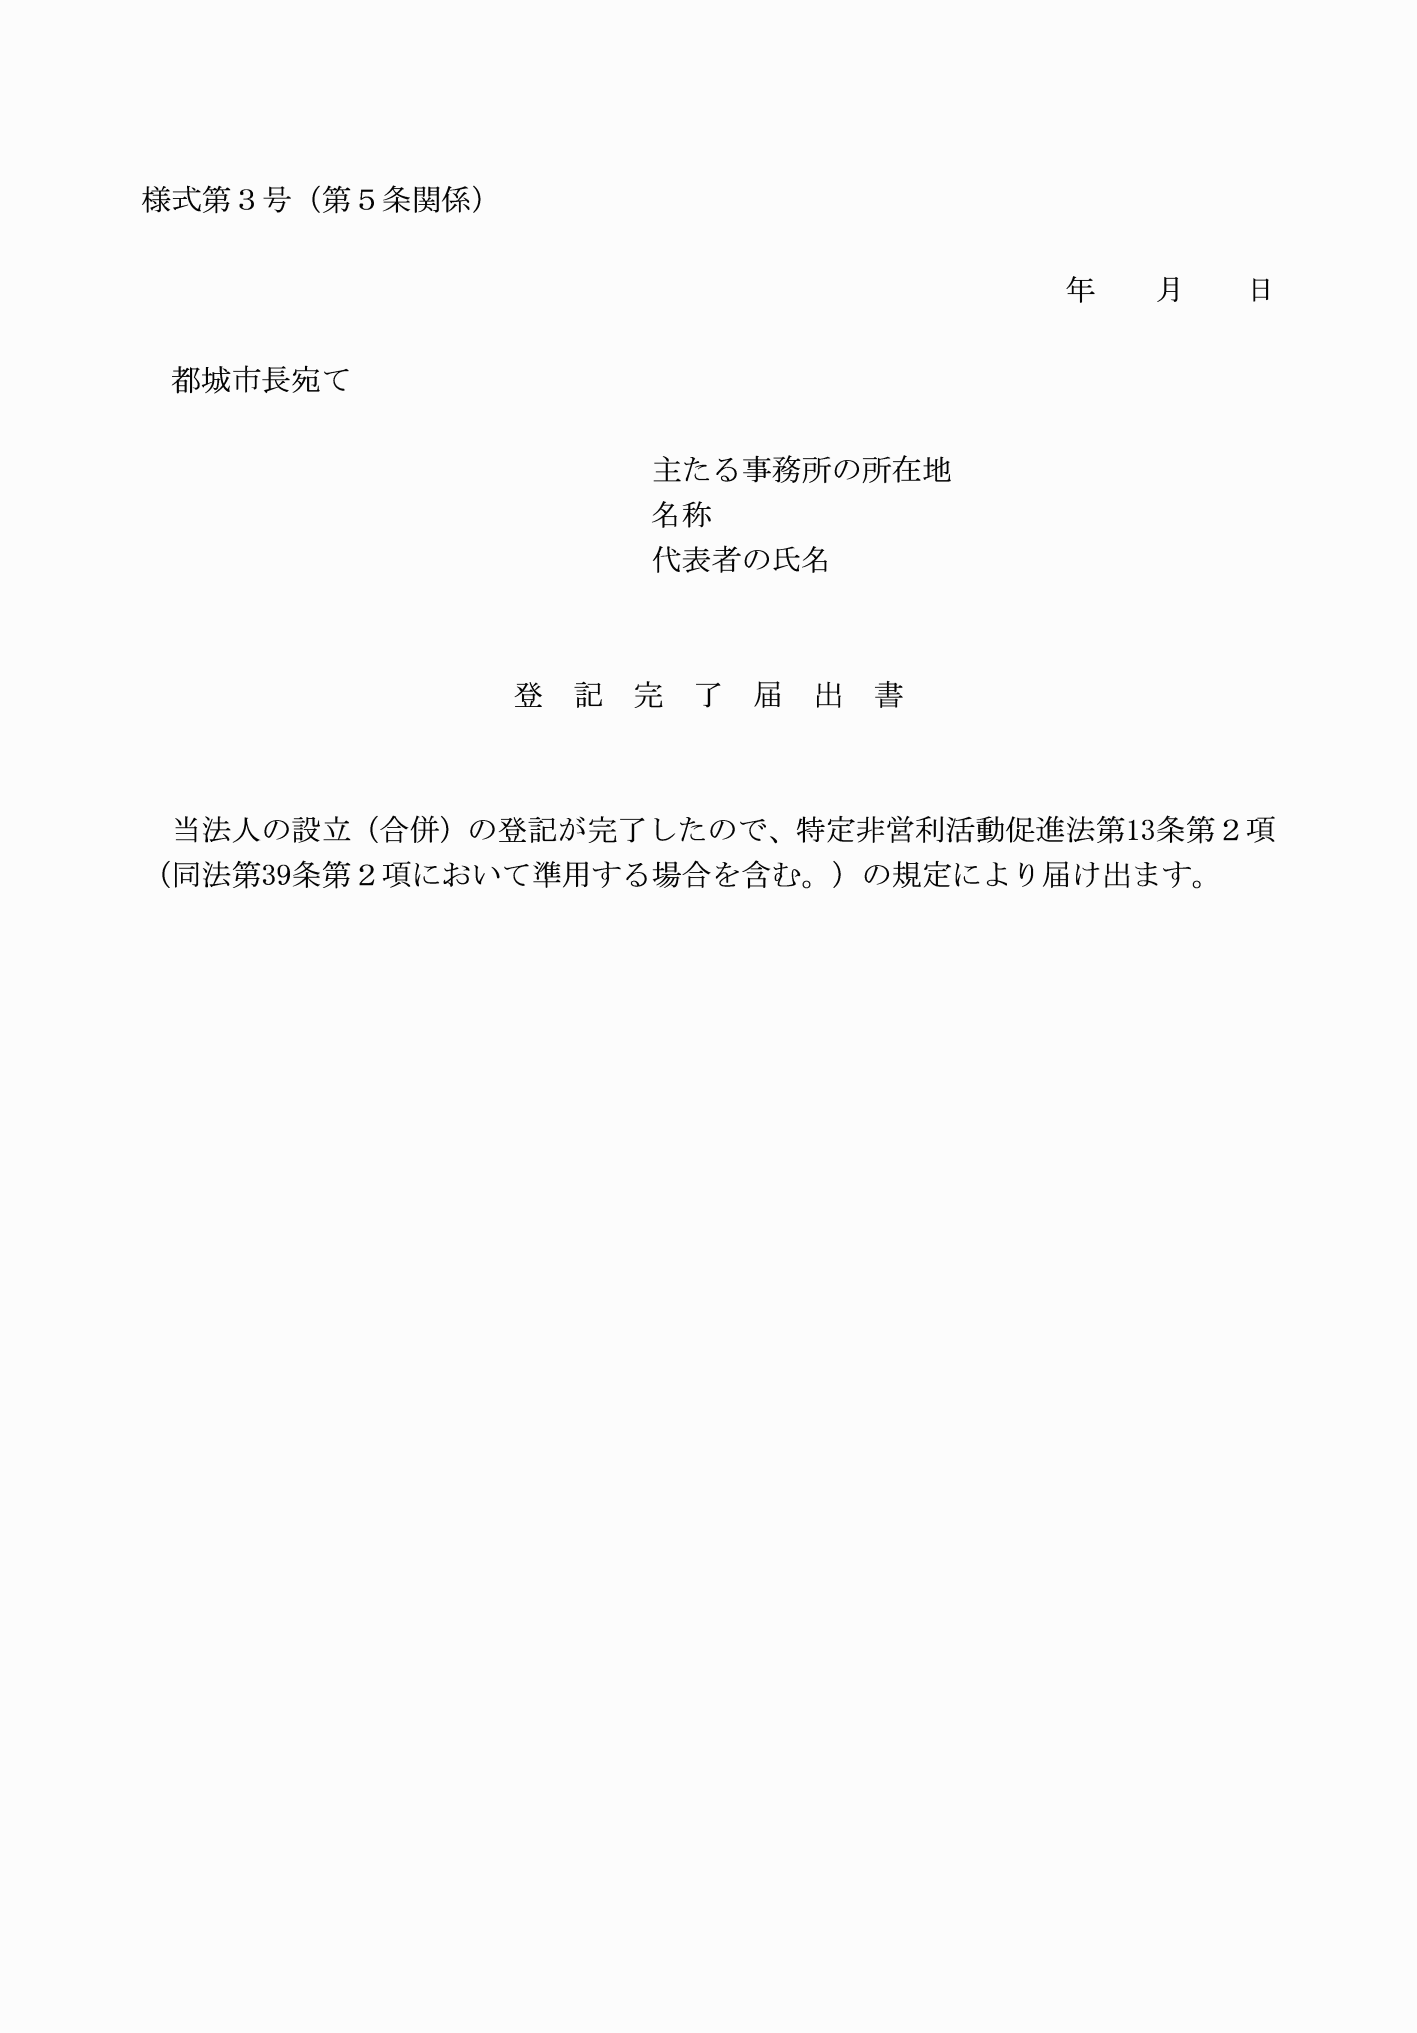 様式第３号（第５条関係）
年　　月　　日
都城市長宛て
主たる事務所の所在地
名称
代表者の氏名
登　記　完　了　届　出　書
当法人の設立（合併）の登記が完了したので、特定非営利活動促進法第13条第２項
（同法第39条第２項において準用する場合を含む。）の規定により届け出ます。